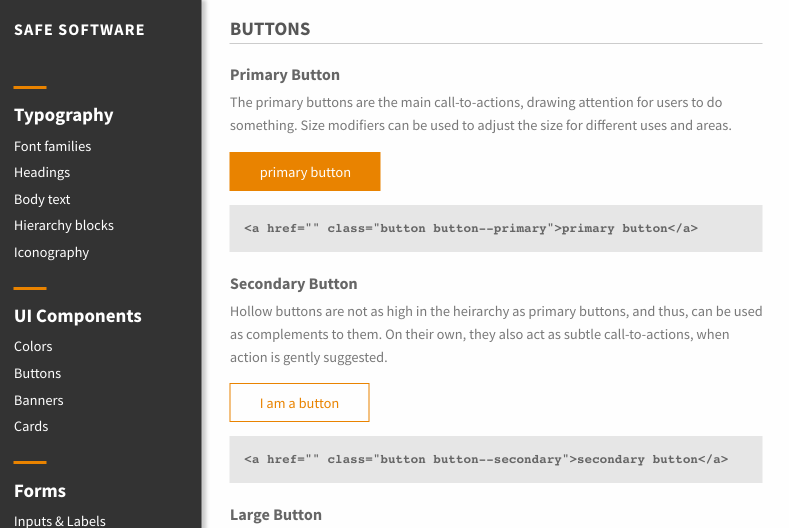 SAFE SOFTWARE
Typography
Font families
Headings
Body text
Hierarchy blocks
Iconography
UI Components
Colors
Buttons
Banners
Cards
Forms
Inputs & Labels
BUTTONS
Primary Button
The primary buttons are the main call-to-actions, drawing attention for users to do
something. Size modifiers can be used to adjust the size for different uses and areas.
primary button
<a href="" class="button button--primary">primary button</a>
Secondary Button
Hollow buttons are not as high in the heirarchy as primary buttons, and thus, can be used
as complements to them. On their own, they also act as subtle call-to-actions, when
action is gently suggested.
I am a button
<a href="" class="button button--secondary">secondary button</a>
Large Button